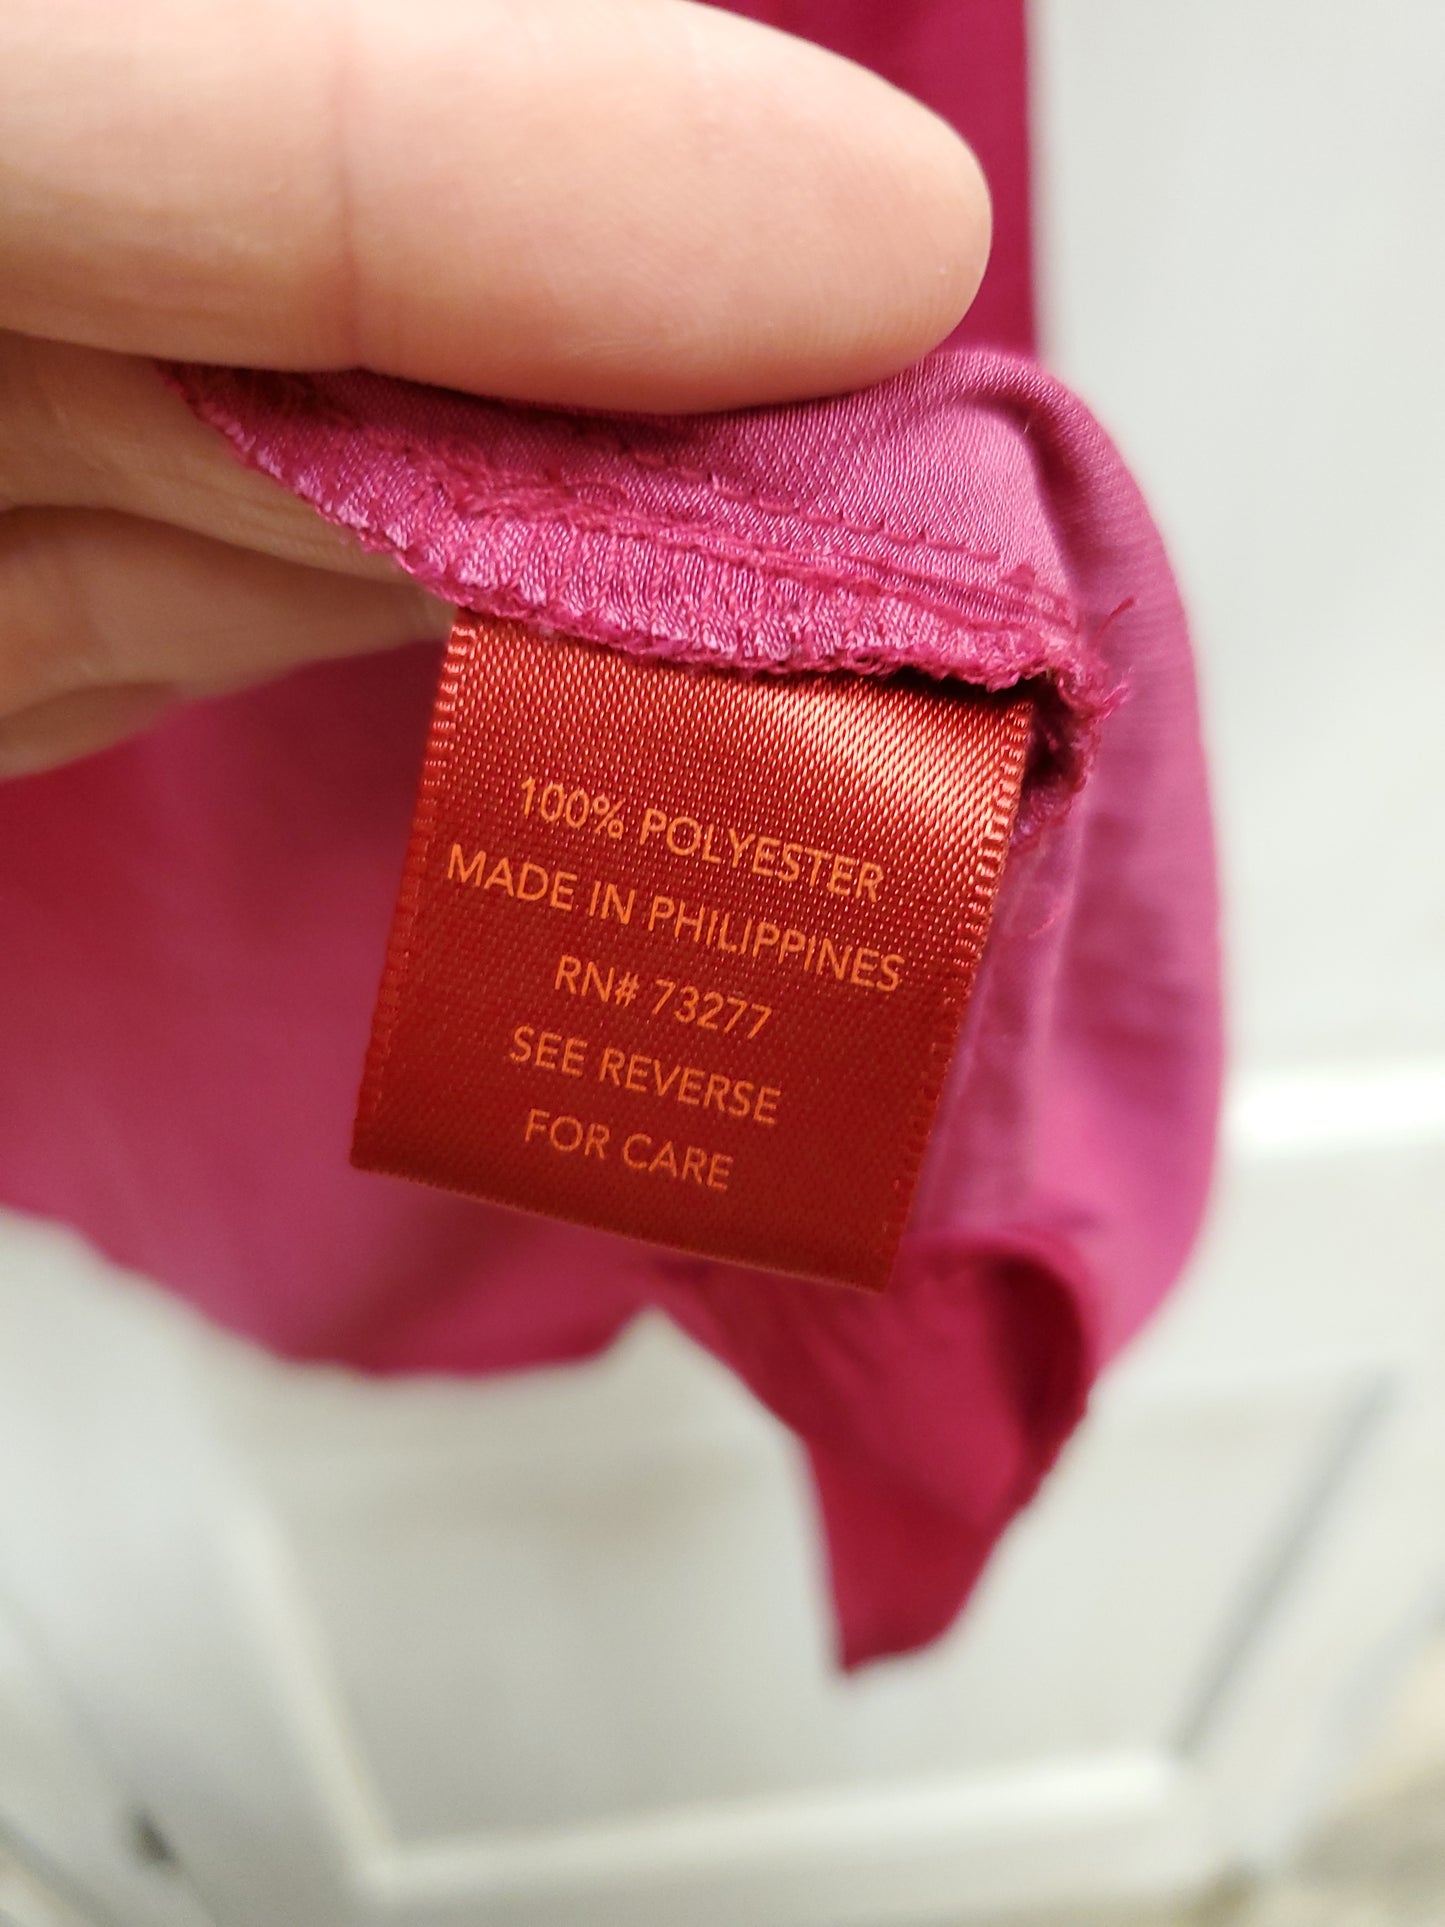 100% POLYESTER
MADE IN PHILIPPINES
RN# 73277
SEE REVERSE
FOR CARE